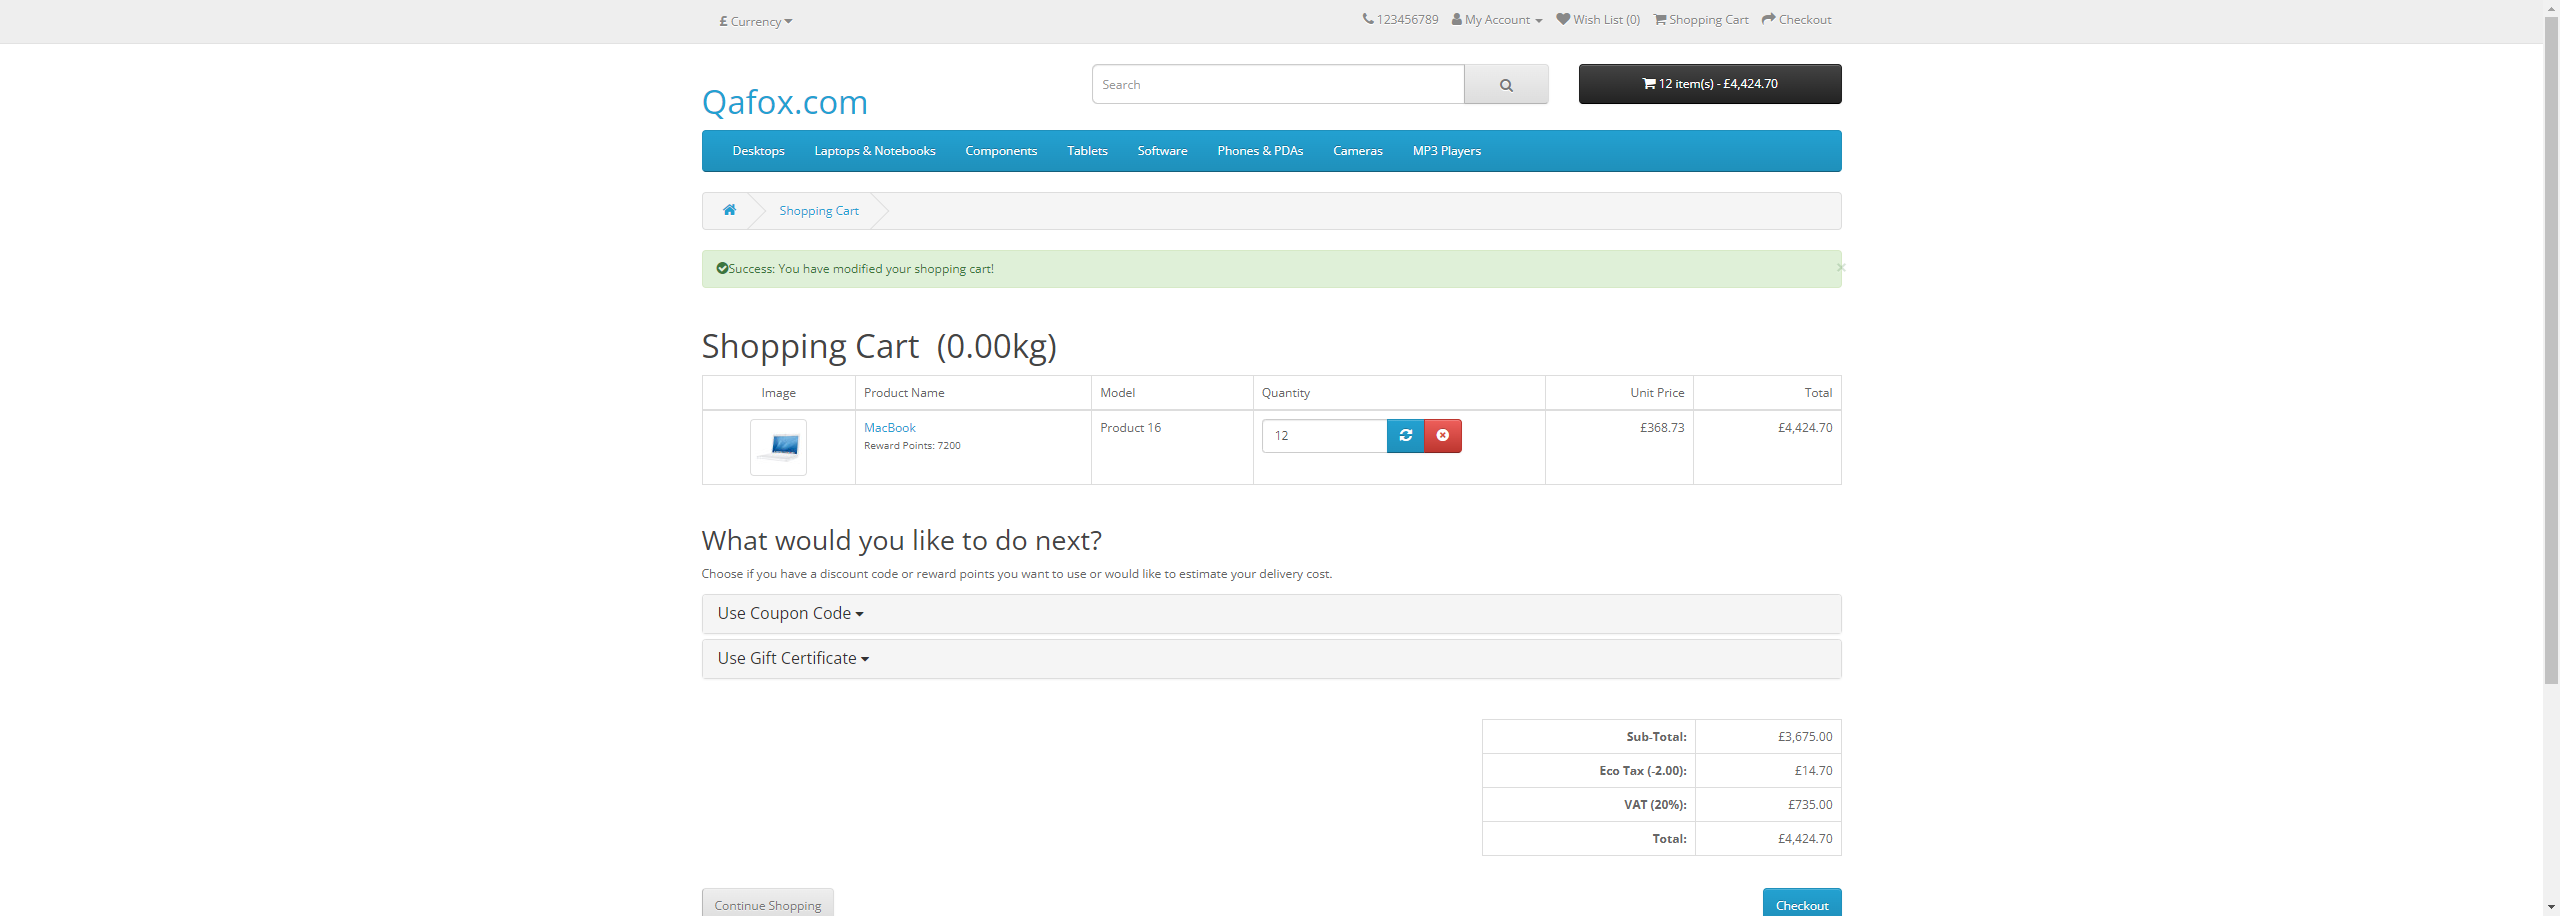 £ Currency
123456789 My Account Wish List (0) Shopping Cart Checkout
Qafox.com
Search
12 item(s) - £4,424.70
Desktops Laptops & Notebooks Components Tablets Software Phones & PDAs Cameras MP3 Players
Shopping Cart
Success: You have modified your shopping cart!
×
Shopping Cart (0.00kg)
Image Product Name Model Quantity Unit Price Total
MacBook Product 16 12 £368.73 £4,424.70
Reward Points: 7200
What would you like to do next?
Choose if you have a discount code or reward points you want to use or would like to estimate your delivery cost.
Use Coupon Code
Use Gift Certificate
Sub-Total: £3,675.00
Eco Tax (-2.00): £14.70
VAT (20%): £735.00
Total: £4,424.70
Continue Shopping Checkout